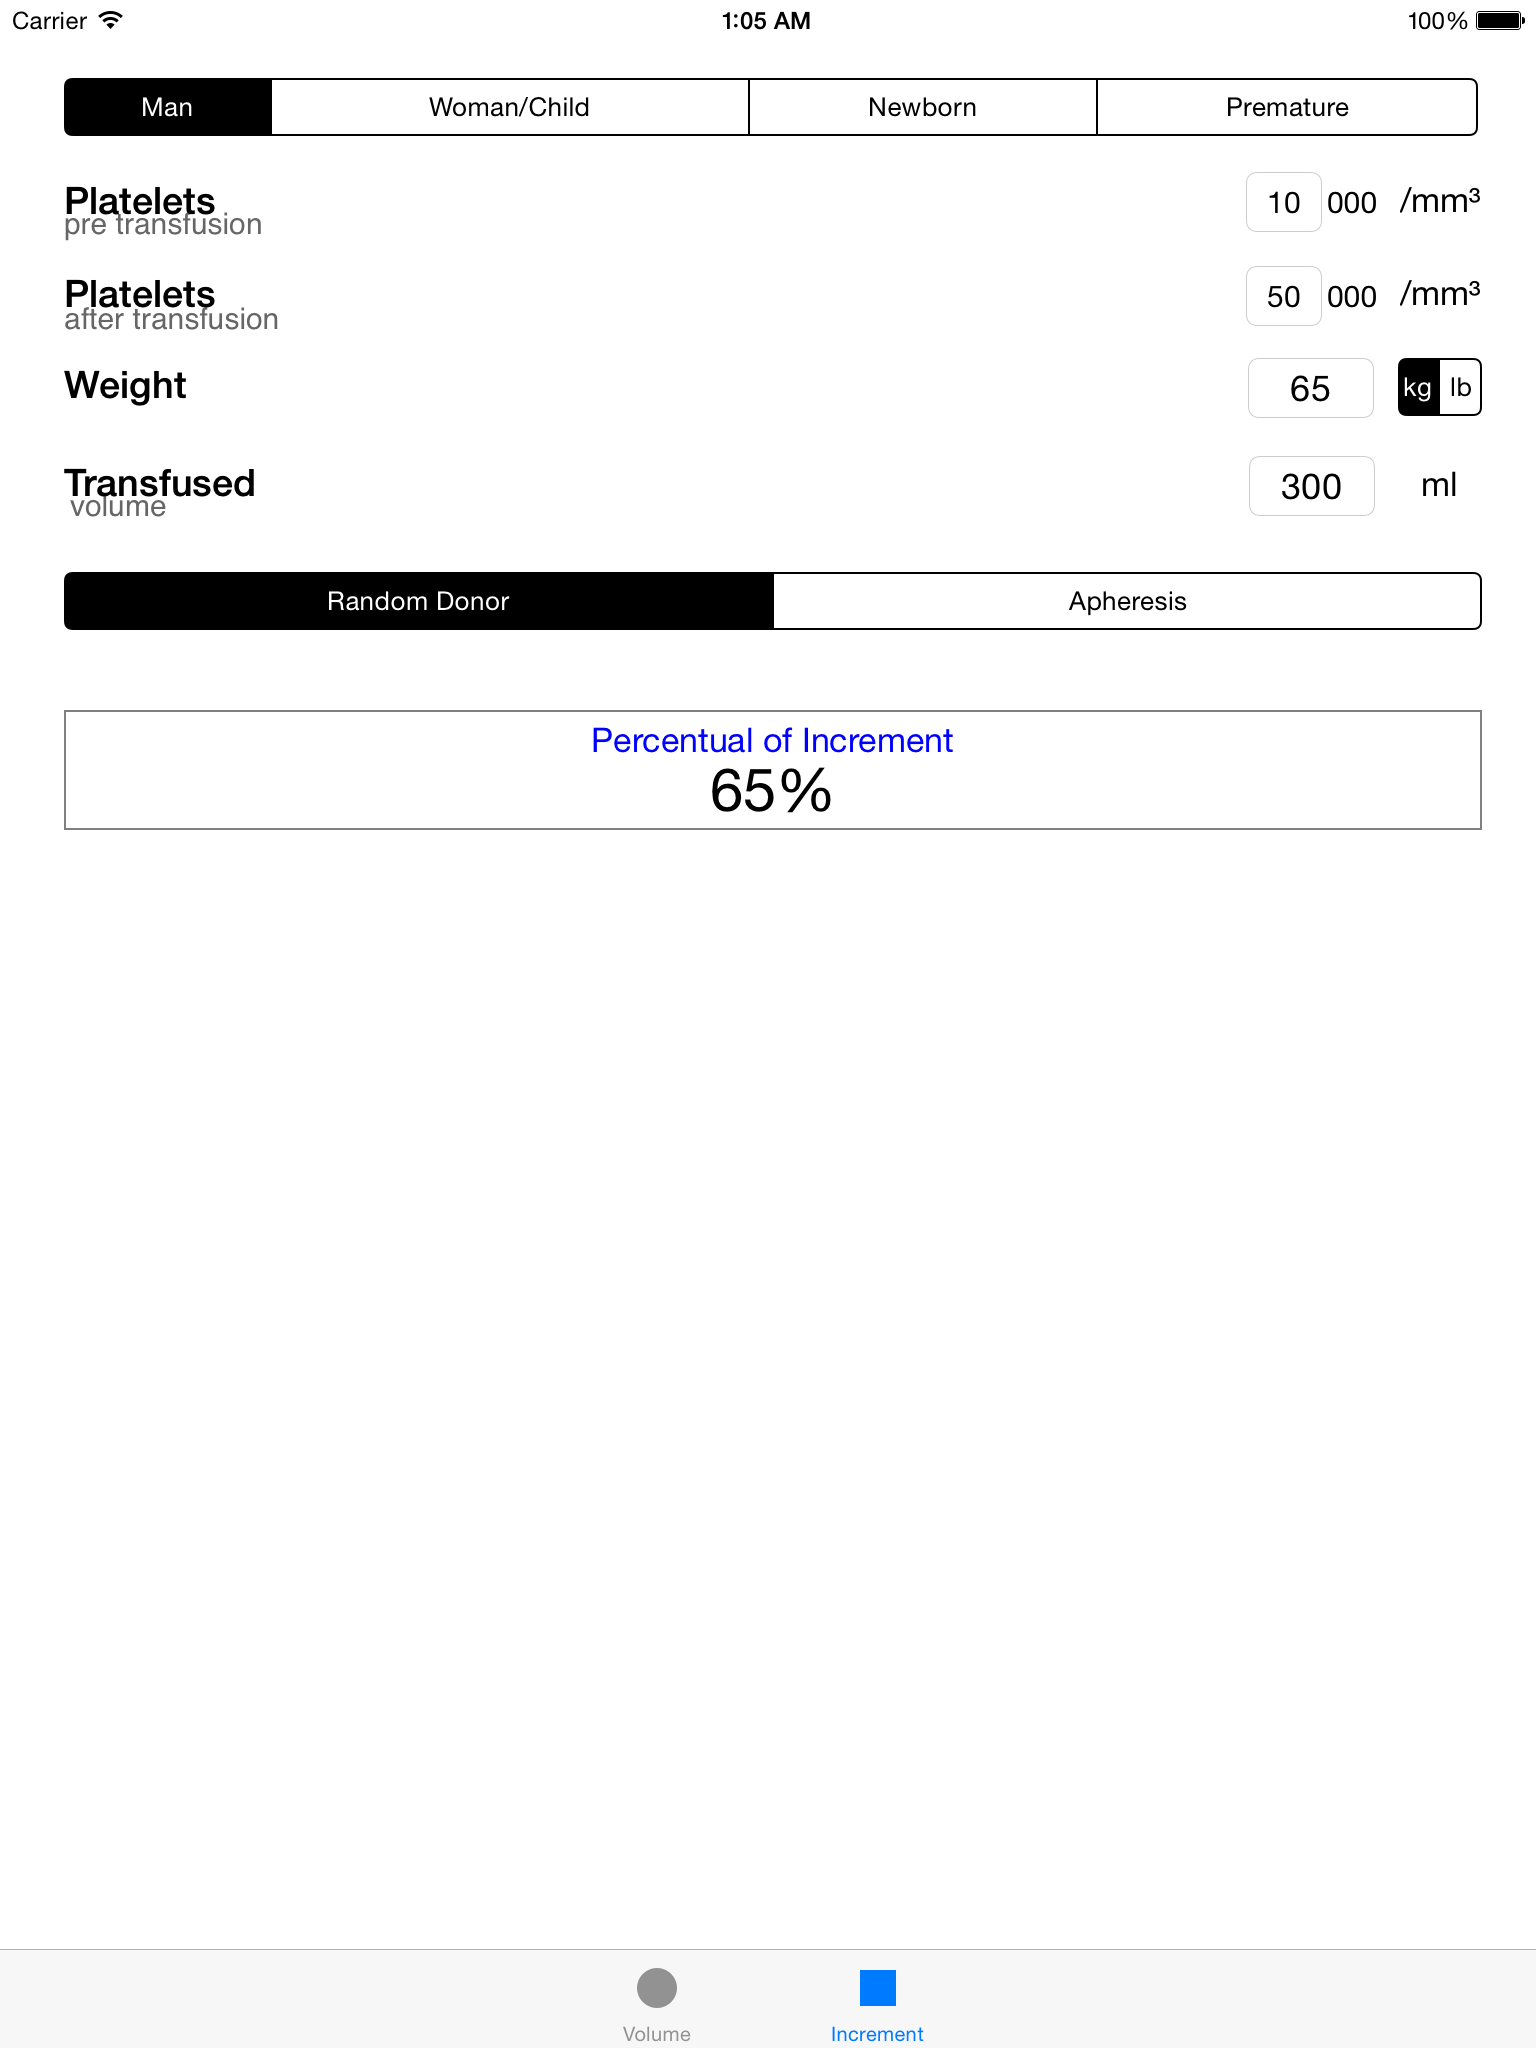 Carrier 1:05 AM 100%
Man Woman/Child Newborn Premature
Platelets 10 000 /mm³
pre transfusion
Platelets 50 000 /mm³
after transfusion
Weight 65 kg lb
Transfused 300 ml
volume
Random Donor Apheresis
Percentual of Increment
65%
Volume Increment